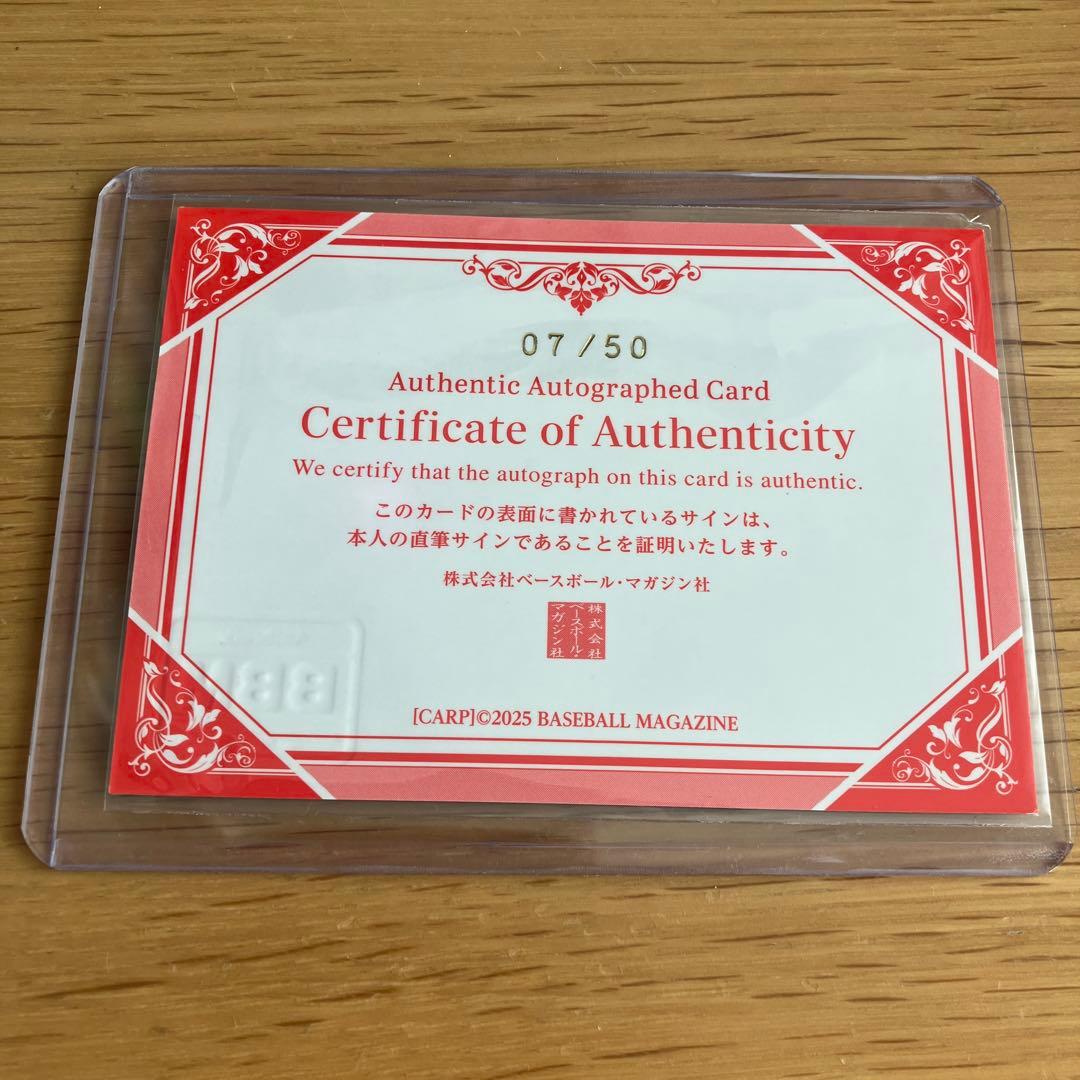 07/50
Authentic Autographed Card
Certificate of Authenticity
We certify that the autograph on this card is authentic.
このカードの表面に書かれているサインは、
本人の直筆サインであることを証明いたします。
株式会社ベースボール・マガジン社
株式会社
ベースボール・
マガジン社
[CARP]©2025 BASEBALL MAGAZINE